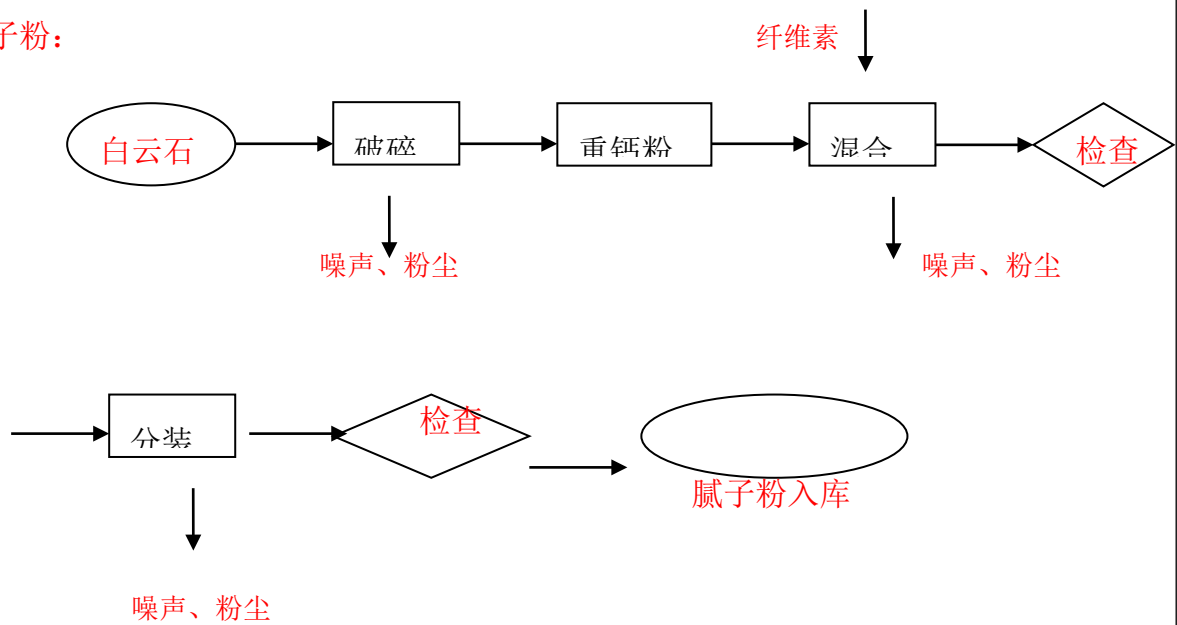 子粉：
纤维素
白云石
破碎
重钙粉
混合
检查
噪声、粉尘
噪声、粉尘
分装
检查
腻子粉入库
噪声、粉尘